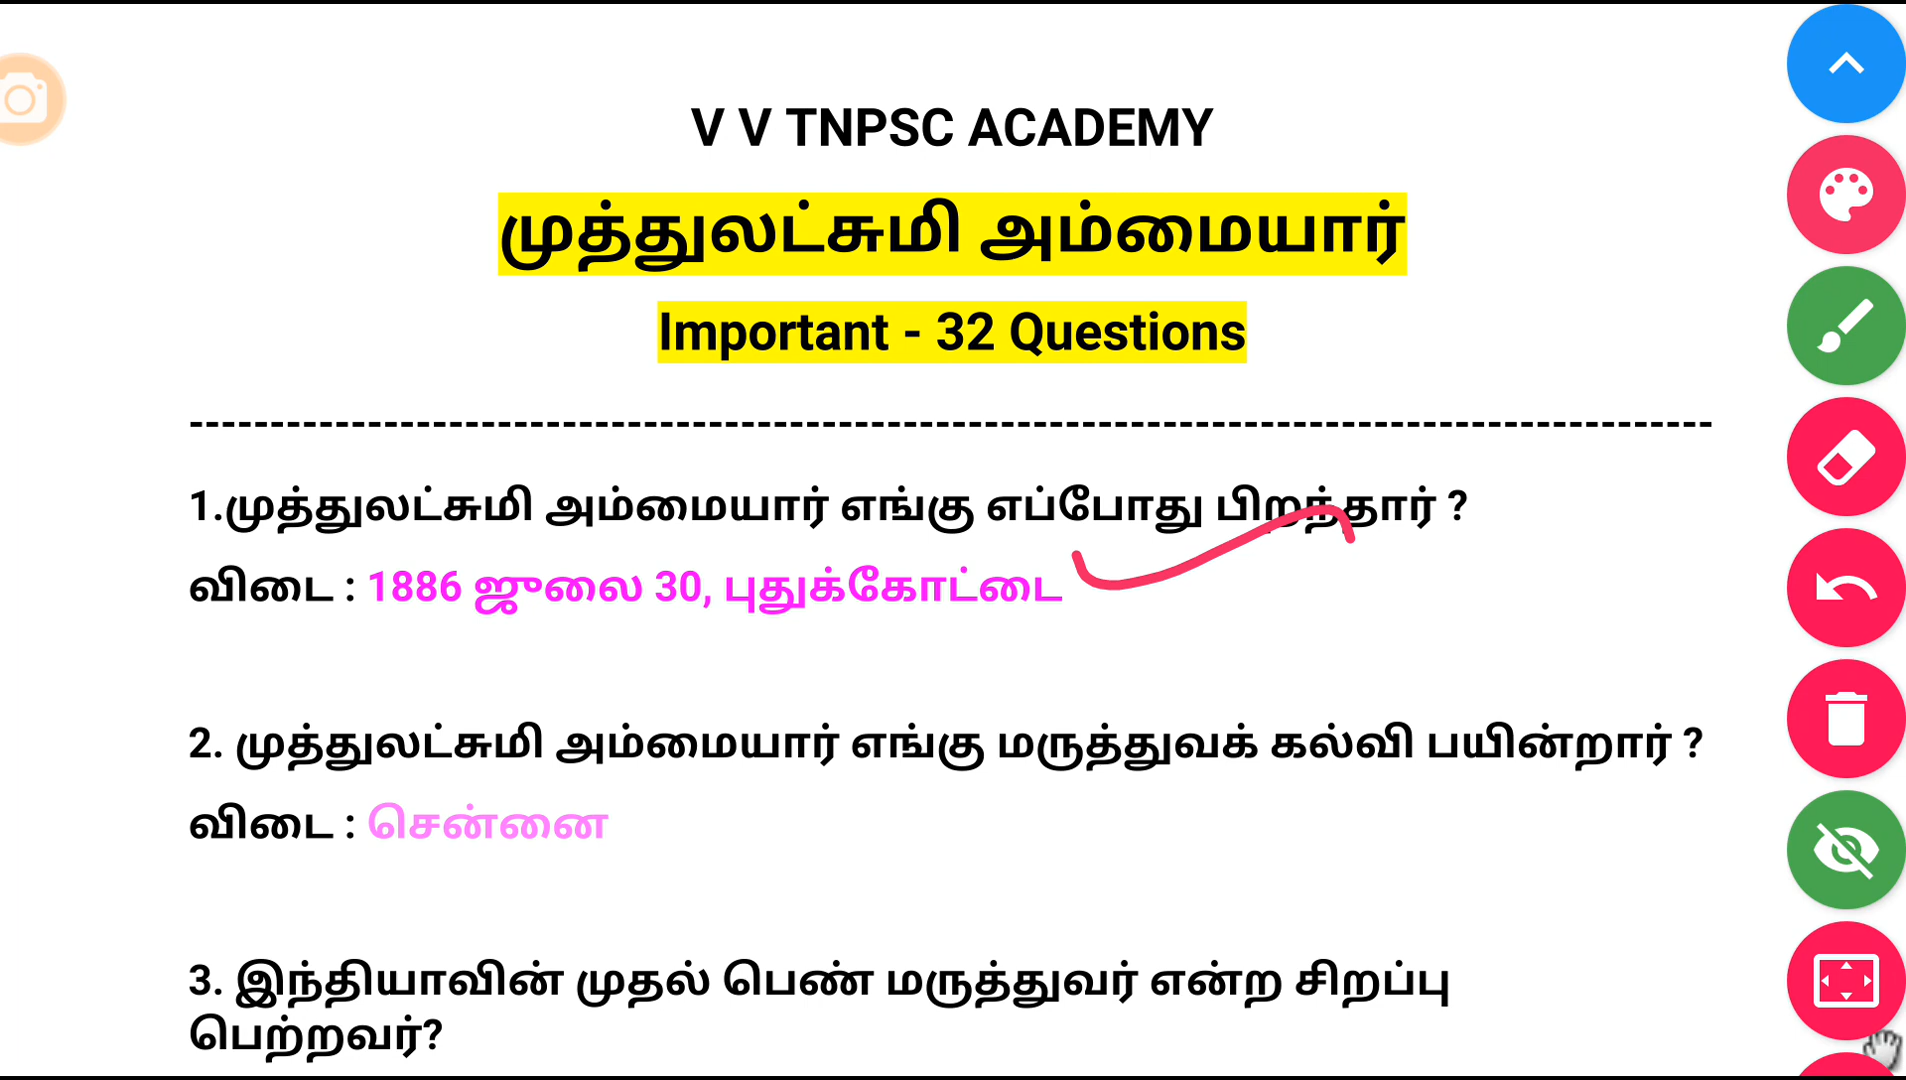 V V TNPSC ACADEMY
முத்துலட்சுமி அம்மையார்
Important - 32 Questions
--------------------------------------------------------------------------------------------
1.முத்துலட்சுமி அம்மையார் எங்கு எப்போது பிறந்தார் ?
விடை : 1886 ஜுலை 30, புதுக்கோட்டை
2. முத்துலட்சுமி அம்மையார் எங்கு மருத்துவக் கல்வி பயின்றார் ?
விடை : சென்னை
3. இந்தியாவின் முதல் பெண் மருத்துவர் என்ற சிறப்பு
பெற்றவர்?